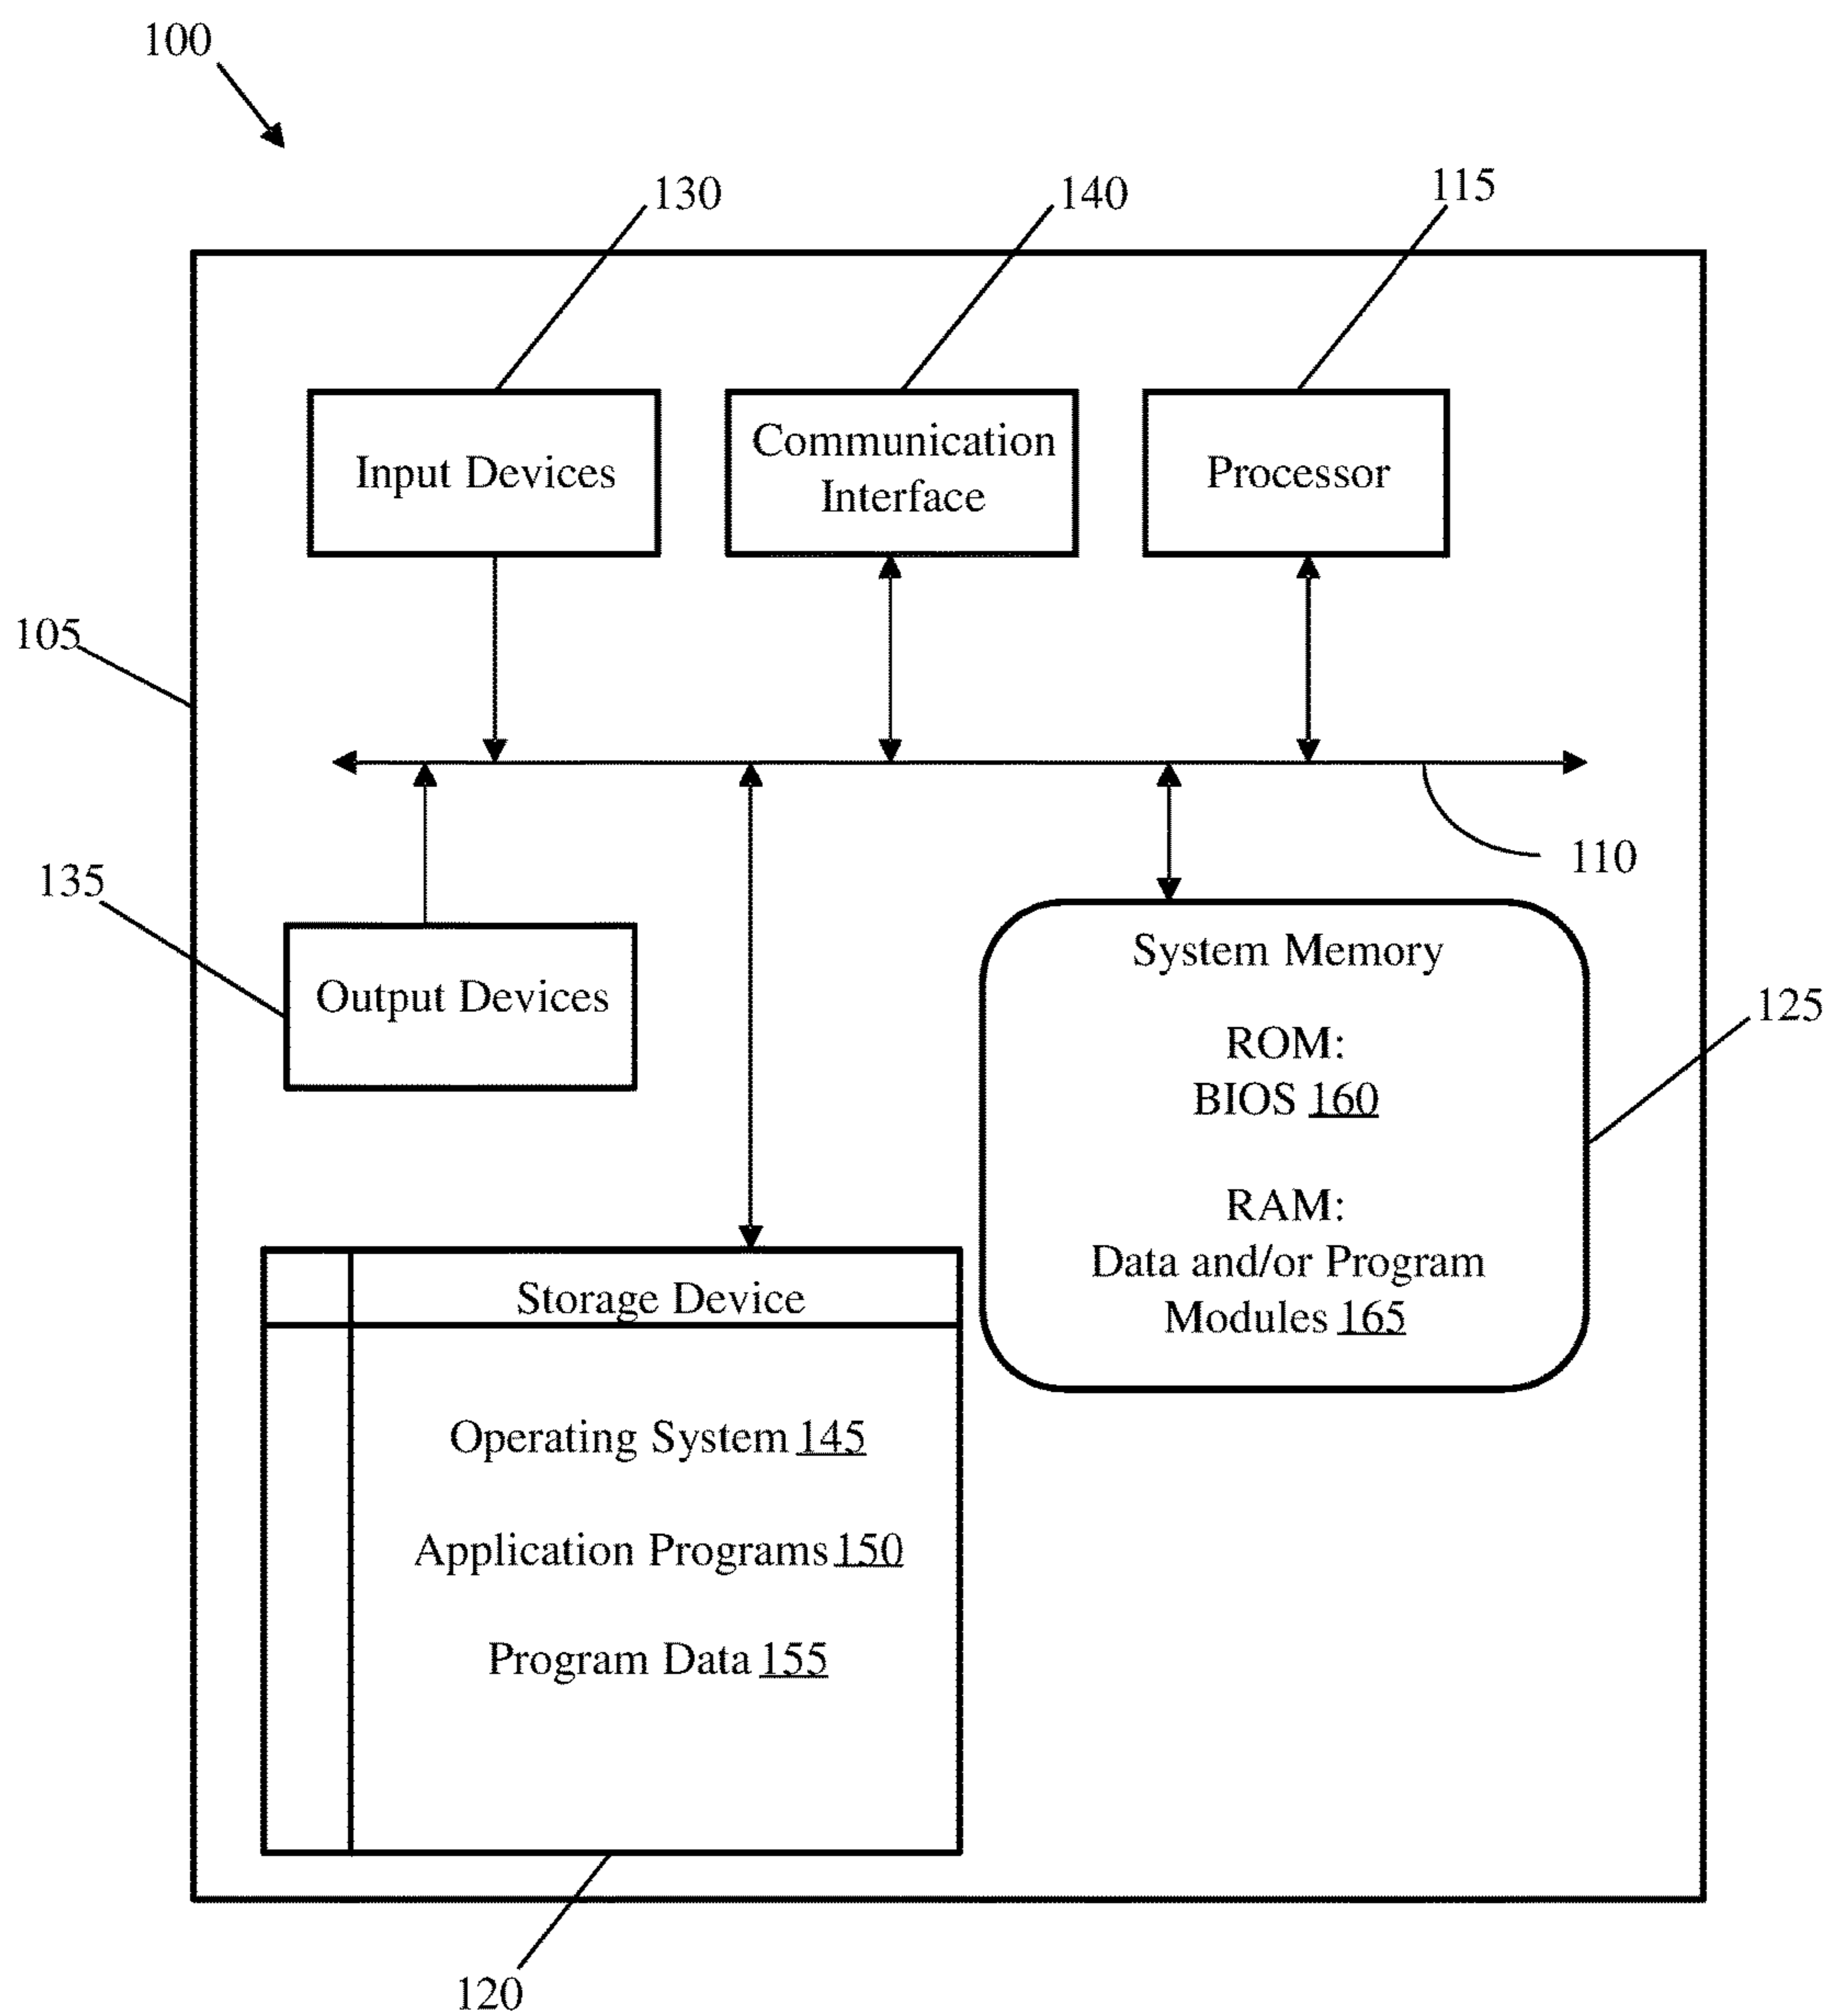 100
130
140
115
Input Devices
Communication
Interface
Processor
105
110
135
Output Devices
System Memory
ROM:
BIOS 160
RAM:
Data and/or Program
Modules 165
125
Storage Device
Operating System 145
Application Programs 150
Program Data 155
120